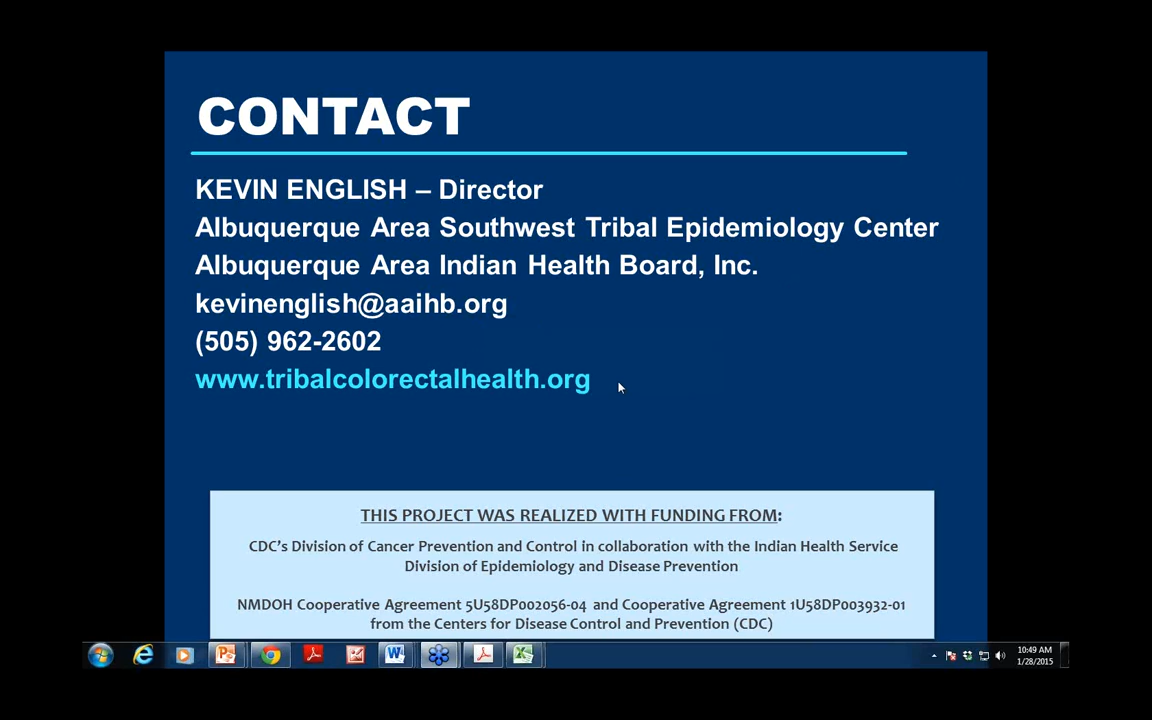 CONTACT
KEVIN ENGLISH – Director
Albuquerque Area Southwest Tribal Epidemiology Center
Albuquerque Area Indian Health Board, Inc.
kevinenglish@aaihb.org
(505) 962-2602
www.tribalcolorectalhealth.org
THIS PROJECT WAS REALIZED WITH FUNDING FROM:
CDC's Division of Cancer Prevention and Control in collaboration with the Indian Health Service
Division of Epidemiology and Disease Prevention
NMDOH Cooperative Agreement 5U58DP002056-04 and Cooperative Agreement 1U58DP003932-01
from the Centers for Disease Control and Prevention (CDC)
10:49 AM
1/28/2015